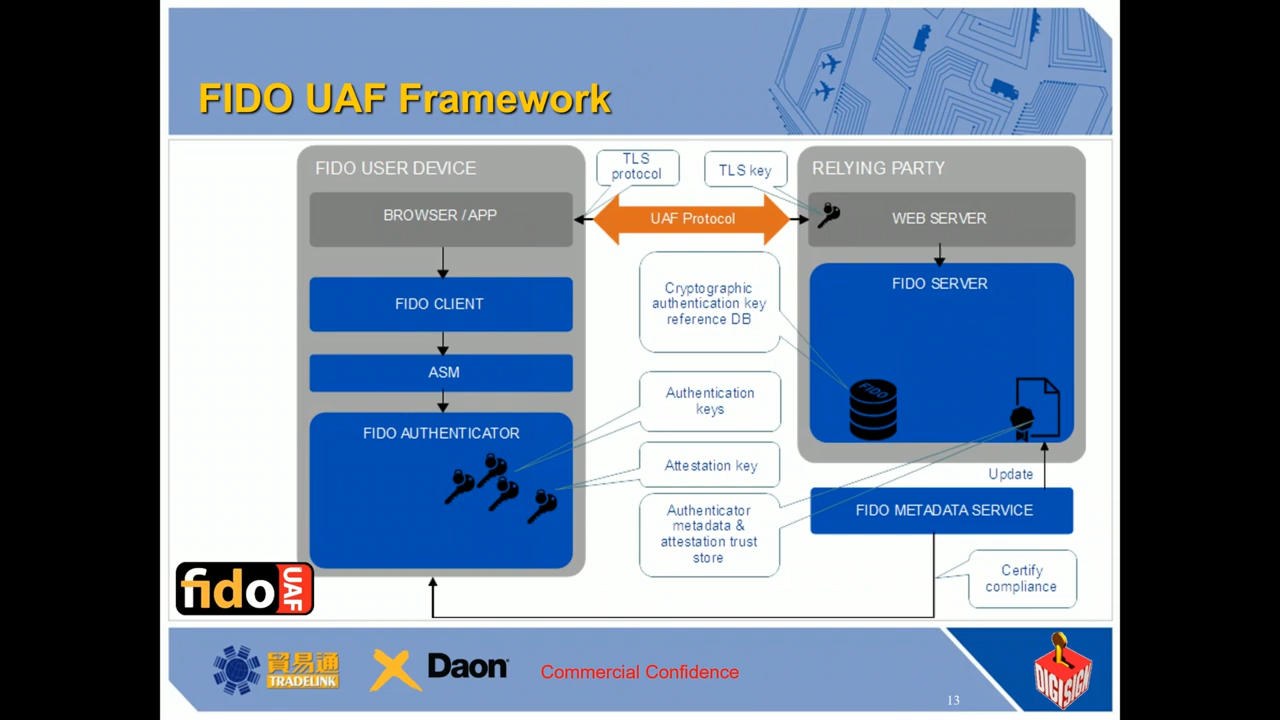 FIDO UAF Framework
FIDO USER DEVICE
BROWSER / APP
FIDO CLIENT
ASM
FIDO AUTHENTICATOR
TLS
protocol
TLS key
UAF Protocol
Cryptographic
authentication key
reference DB
Authentication
keys
Attestation key
Authenticator
metadata &
attestation trust
store
RELYING PARTY
WEB SERVER
FIDO SERVER
FIDO
Update
FIDO METADATA SERVICE
Certify
compliance
fido UAF
貿易通
TRADELINK
Daon
Commercial Confidence
DIGISIGN
13